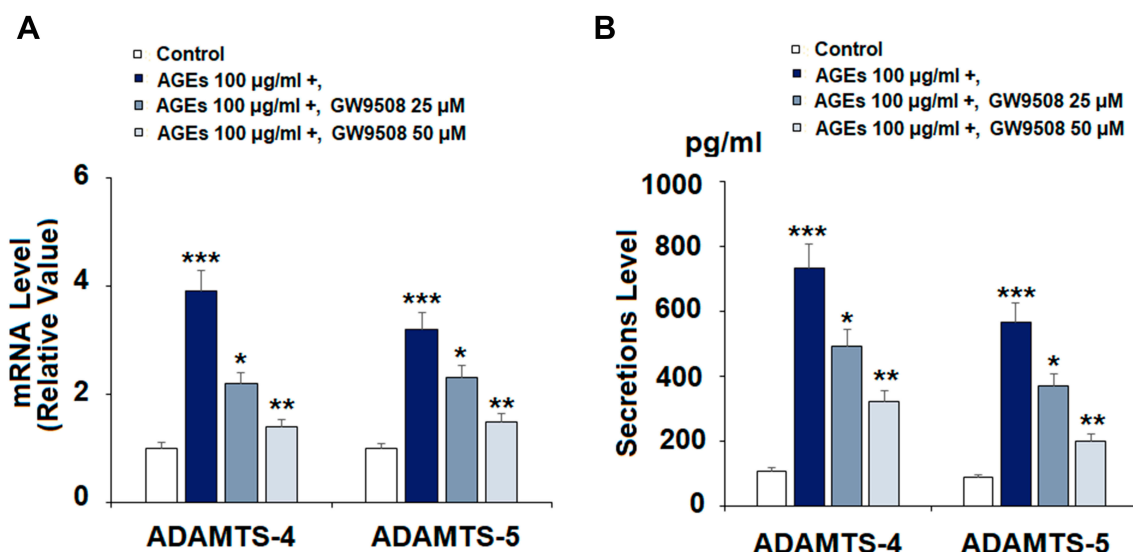 A
Control
AGEs 100 µg/ml +,
AGEs 100 µg/ml +, GW9508 25 µM
AGEs 100 µg/ml +, GW9508 50 µM
mRNA Level
(Relative Value)
6
4
2
0
***
*
**
***
*
**
ADAMTS-4
ADAMTS-5
B
Control
AGEs 100 µg/ml +,
AGEs 100 µg/ml +, GW9508 25 µM
AGEs 100 µg/ml +, GW9508 50 µM
pg/ml
Secretions Level
1000
800
600
400
200
0
***
*
**
***
*
**
ADAMTS-4
ADAMTS-5